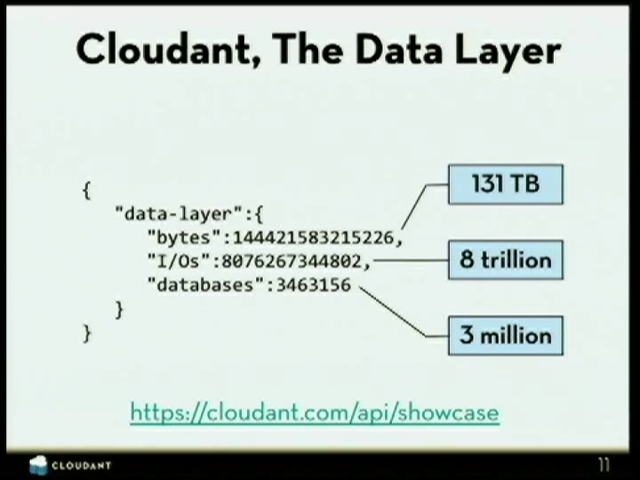 Cloudant, The Data Layer
{
"data-layer":{
"bytes":144421583215226,
"I/Os":8076267344802,
"databases":3463156
}
}
131 TB
8 trillion
3 million
https://cloudant.com/api/showcase
CLOUDANT
11